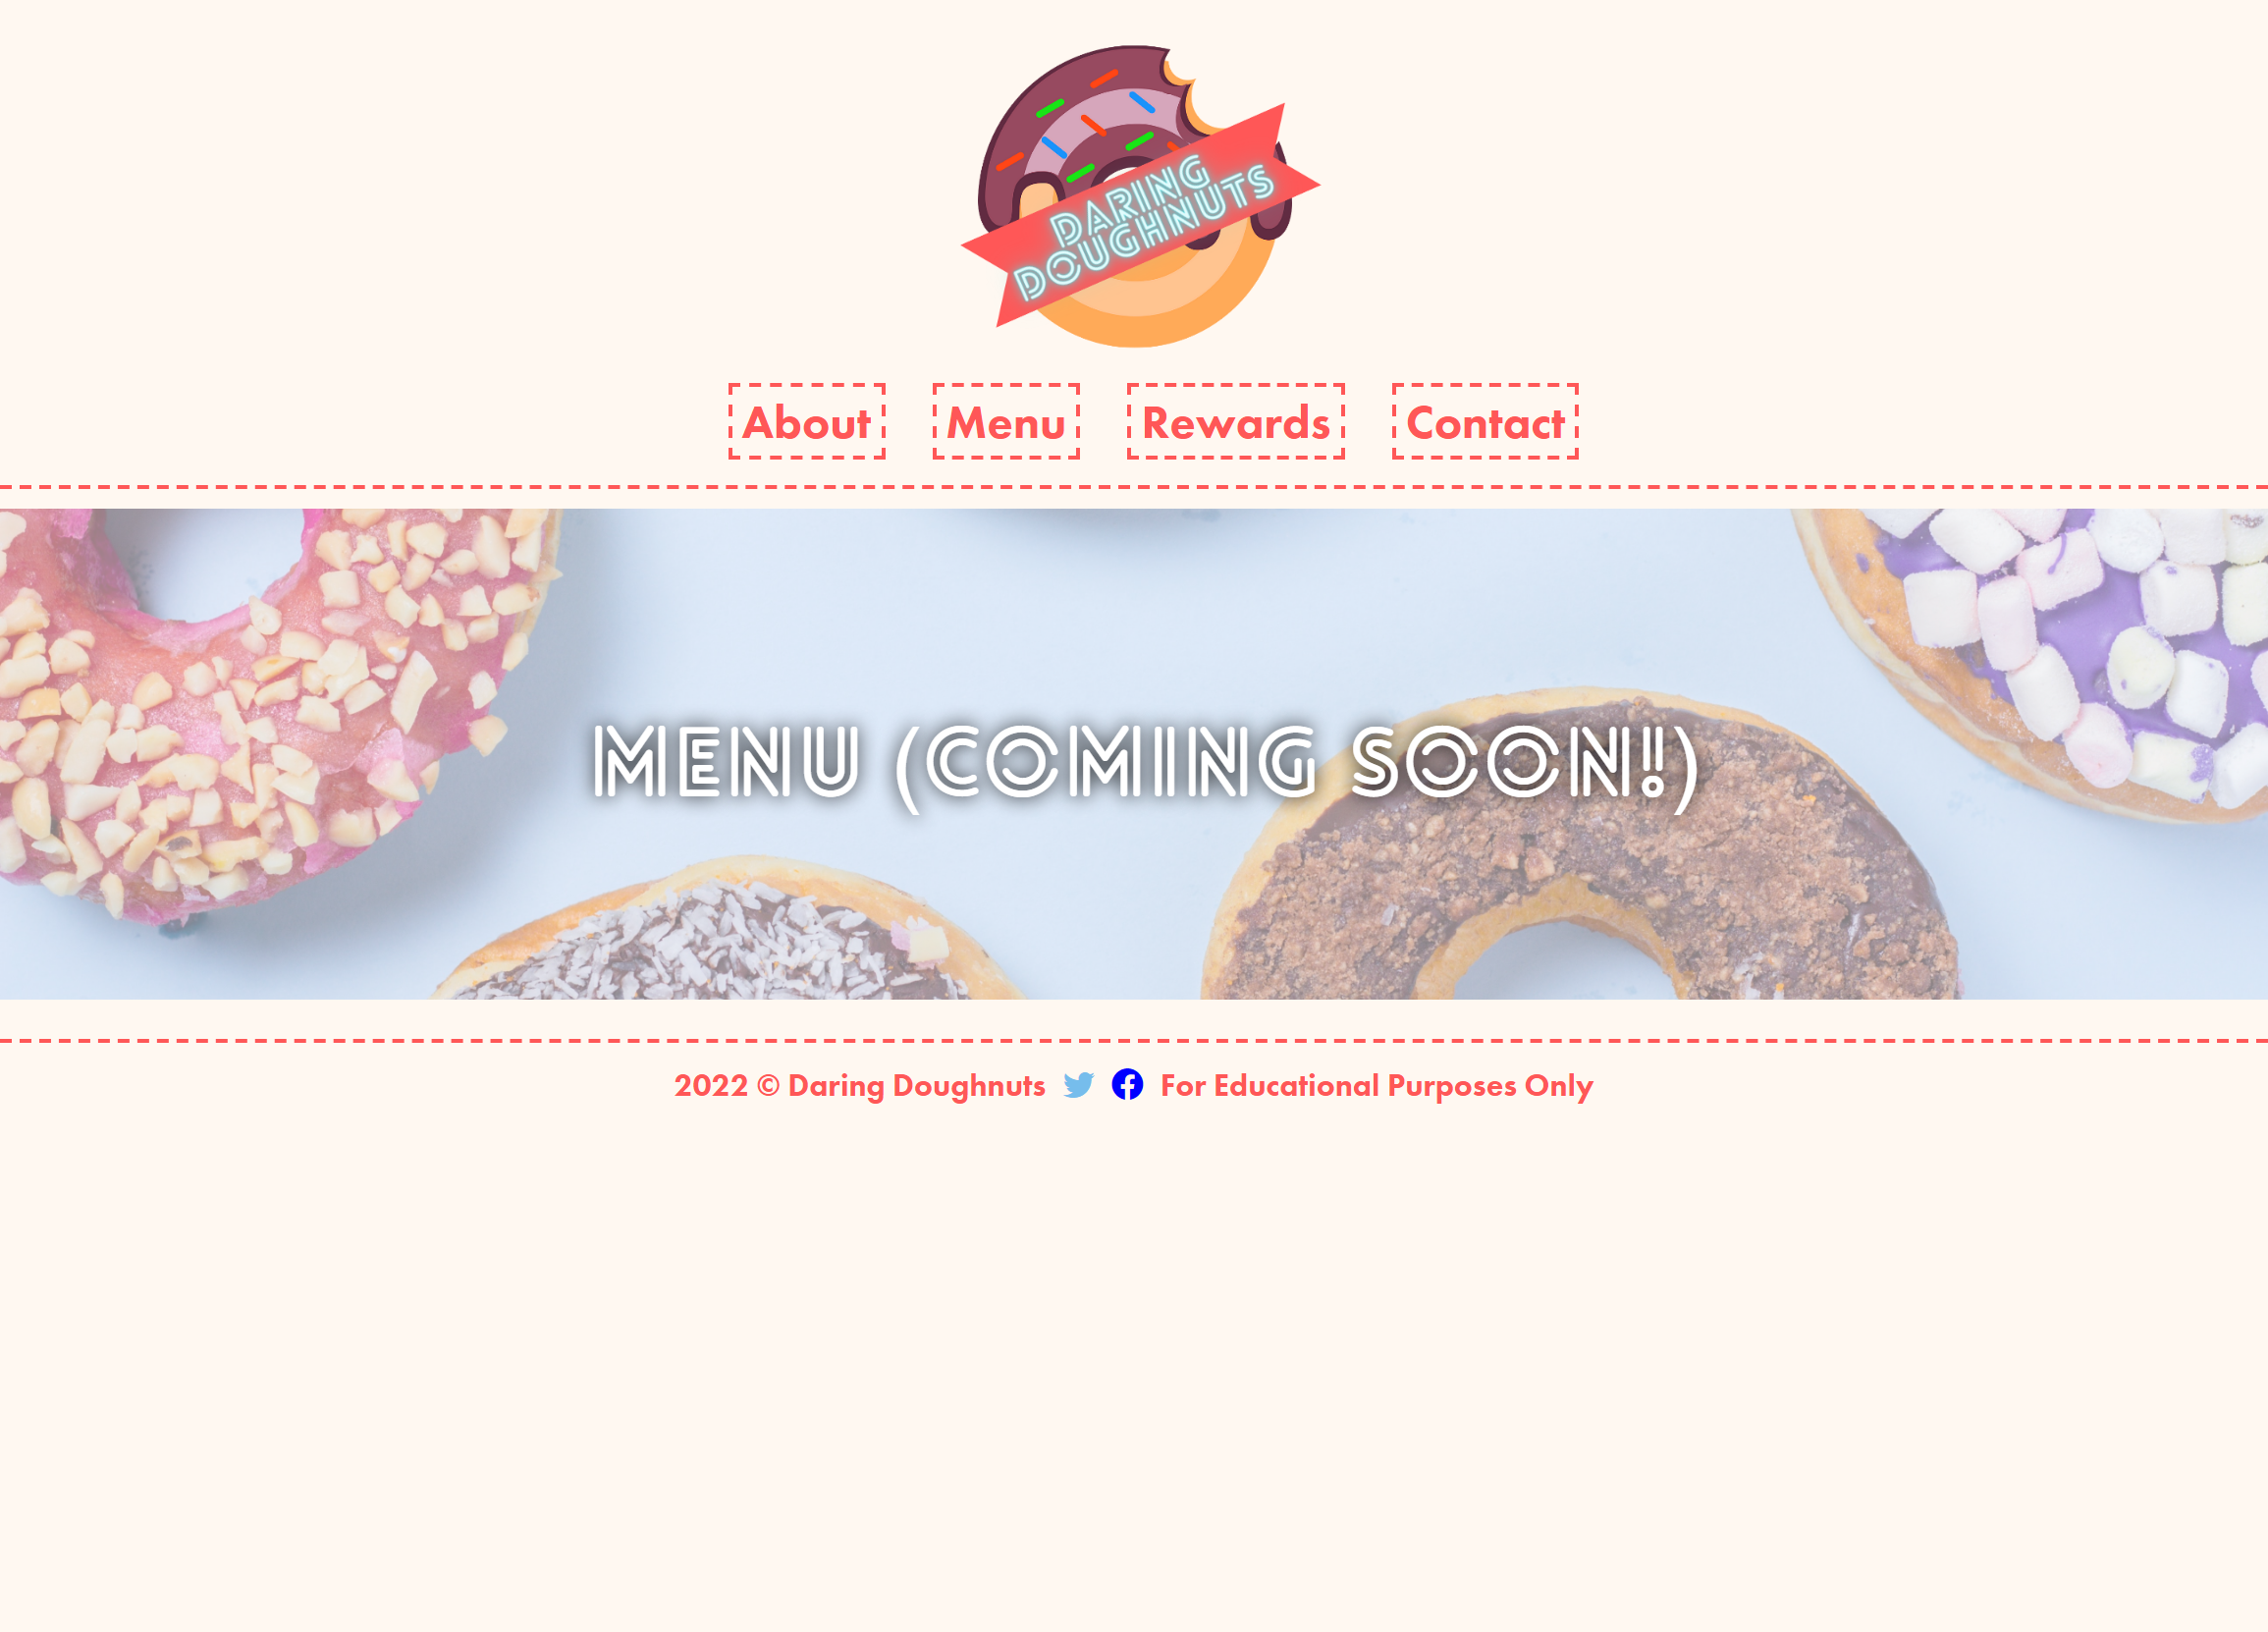 DARING
DOUGHNUTS
About Menu Rewards Contact
MENU (COMING SOON!)
2022 © Daring Doughnuts For Educational Purposes Only